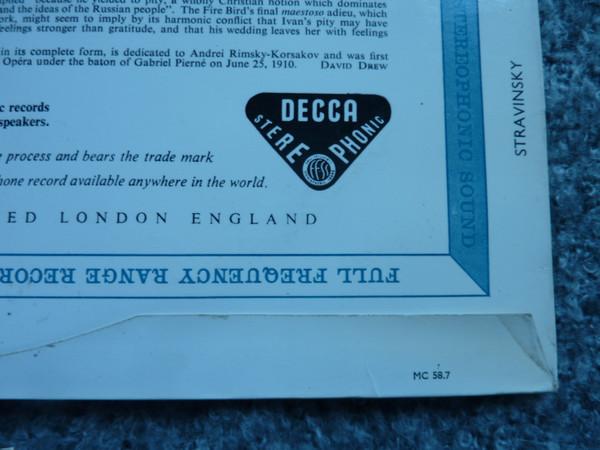 because he yielded to pity, a wholly Christian notion which dominates
and the ideas of the Russian people". The Fire Bird's final maestoso adieu, which
might seem to imply by its harmonic conflict that Ivan's pity may have
feelings stronger than gratitude, and that his wedding leaves her with feelings
in its complete form, is dedicated to Andrei Rimsky-Korsakov and was first
Opéra under the baton of Gabriel Pierné on June 25, 1910. DAVID DREW
records
speakers.
process and bears the trade mark
record available anywhere in the world.
LONDON ENGLAND
DECCA
STEREOPHONIC
ffss
FULL FREQUENCY RANGE RECOR
STEREOPHONIC SOUND
STRAVINSKY
MC 58.7